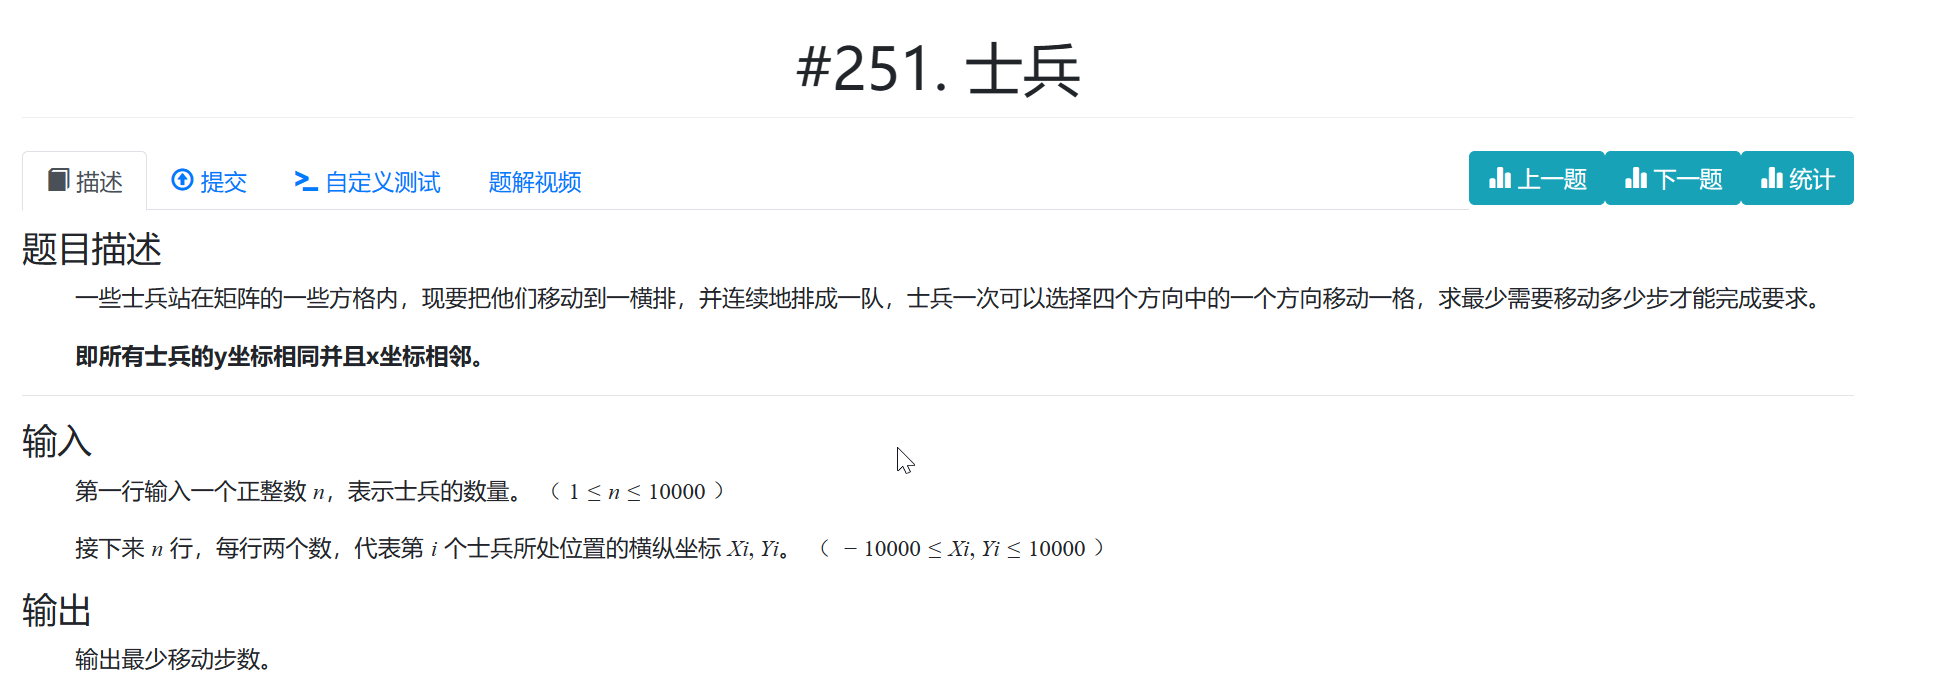 #251. 士兵
描述 提交 自定义测试 题解视频 上一题 下一题 统计
题目描述
一些士兵站在矩阵的一些方格内，现要把他们移动到一横排，并连续地排成一队，士兵一次可以选择四个方向中的一个方向移动一格，求最少需要移动多少步才能完成要求。
即所有士兵的y坐标相同并且x坐标相邻。
输入
第一行输入一个正整数 n，表示士兵的数量。（ 1 ≤ n ≤ 10000 ）
接下来 n 行，每行两个数，代表第 i 个士兵所处位置的横纵坐标 Xi, Yi。（ − 10000 ≤ Xi, Yi ≤ 10000 ）
输出
输出最少移动步数。